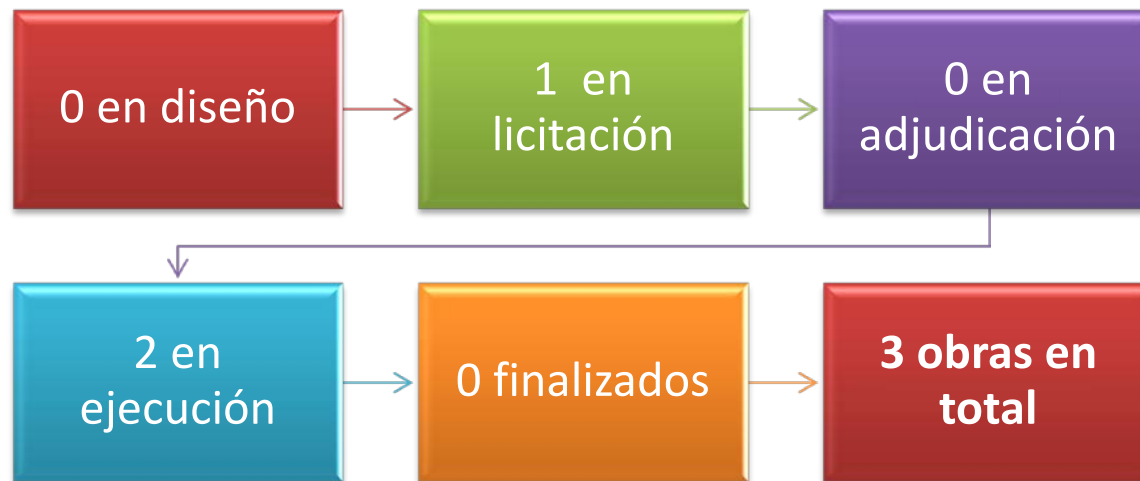 0 en diseño
1 en
licitación
0 en
adjudicación
2 en
ejecución
0 finalizados
3 obras en
total